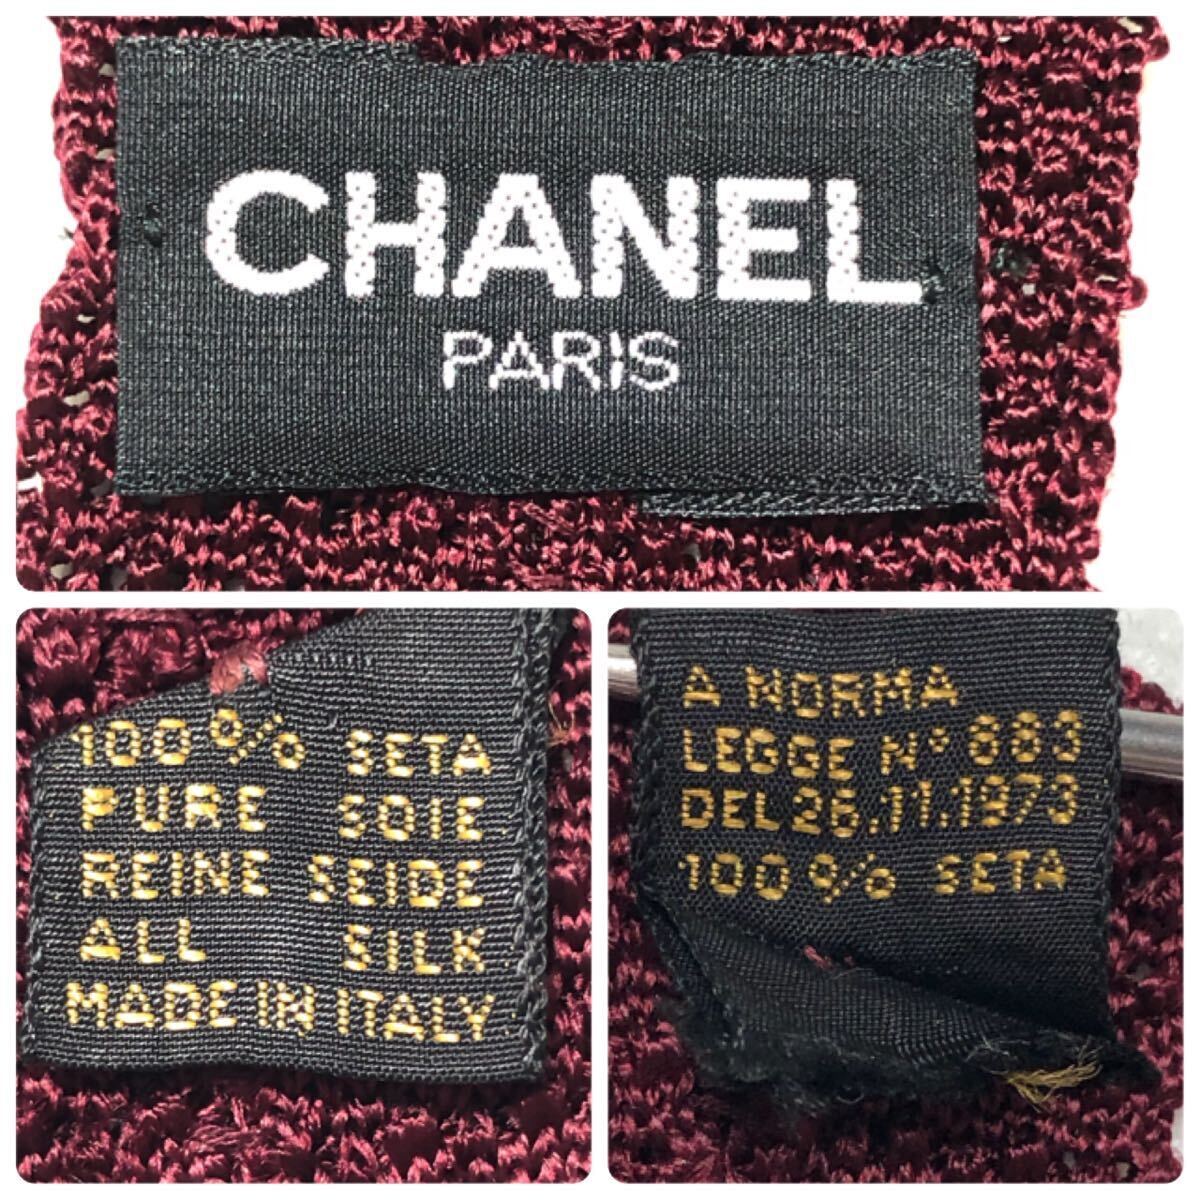 CHANEL
PARIS
100% SETA
PURE SOIE
REINE SEIDE
ALL SILK
MADE IN ITALY
A NORMA
LEGGE N° 883
DEL 26.11.1973
100% SETA